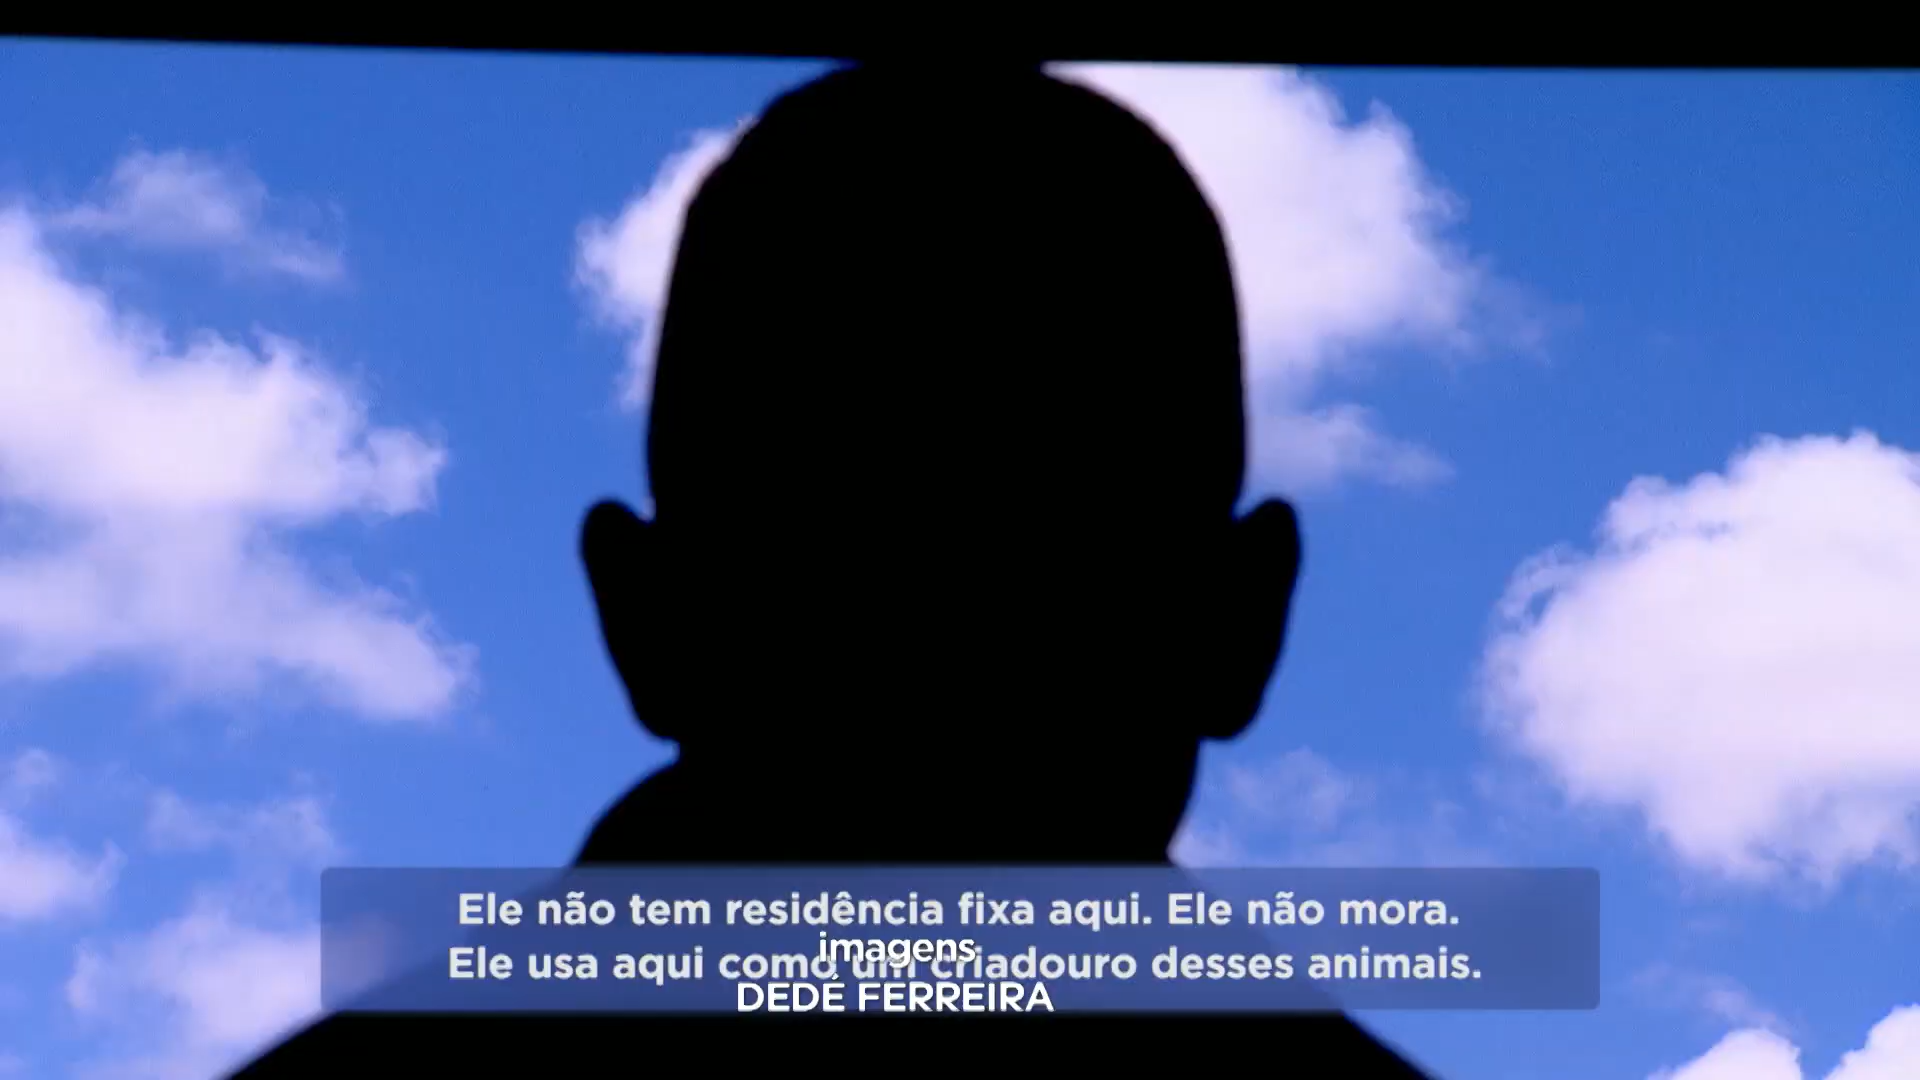 Ele não tem residência fixa aqui. Ele não mora.
Ele usa aqui como um criadouro desses animais.
imagens
DEDÉ FERREIRA